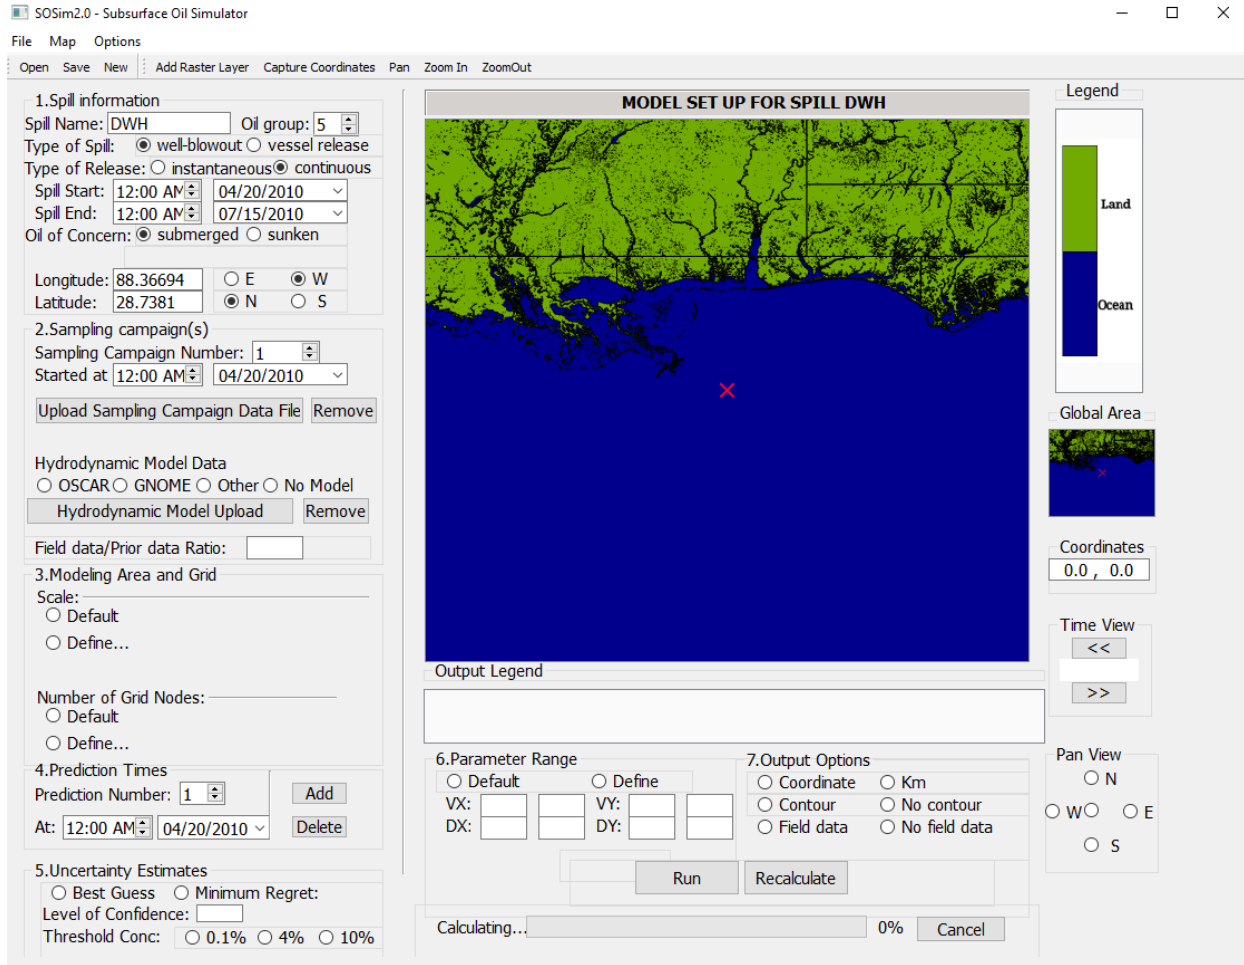 SOSim2.0 - Subsurface Oil Simulator
File Map Options
Open Save New Add Raster Layer Capture Coordinates Pan Zoom In ZoomOut
1.Spill information
Spill Name: DWH Oil group: 5
Type of Spill: well-blowout vessel release
Type of Release: instantaneous continuous
Spill Start: 12:00 AM 04/20/2010
Spill End: 12:00 AM 07/15/2010
Oil of Concern: submerged sunken
Longitude: 88.36694 E W
Latitude: 28.7381 N S
2.Sampling campaign(s)
Sampling Campaign Number: 1
Started at 12:00 AM 04/20/2010
Upload Sampling Campaign Data File Remove
Hydrodynamic Model Data
OSCAR GNOME Other No Model
Hydrodynamic Model Upload Remove
Field data/Prior data Ratio:
3.Modeling Area and Grid
Scale:
Default
Define...
Number of Grid Nodes:
Default
Define...
4.Prediction Times
Prediction Number: 1 Add
At: 12:00 AM 04/20/2010 Delete
5.Uncertainty Estimates
Best Guess Minimum Regret:
Level of Confidence:
Threshold Conc: 0.1% 4% 10%
MODEL SET UP FOR SPILL DWH
Output Legend
6.Parameter Range
Default Define
VX: VY:
DX: DY:
7.Output Options
Coordinate Km
Contour No contour
Field data No field data
Run Recalculate
Calculating... 0% Cancel
Legend
Land
Ocean
Global Area
Coordinates
0.0 , 0.0
Time View
<<
>>
Pan View
N
W E
S